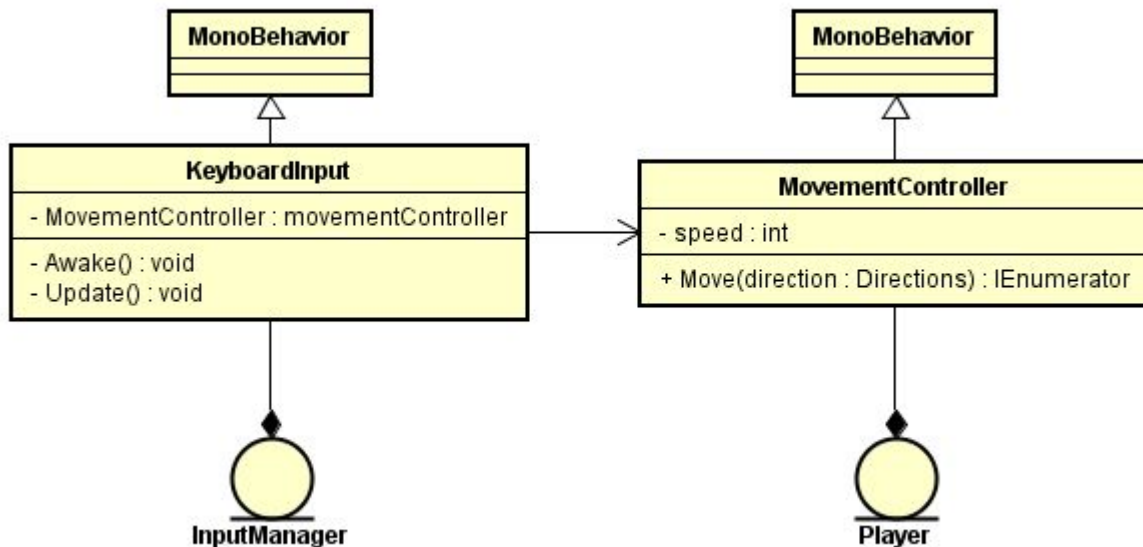 MonoBehavior
MonoBehavior
KeyboardInput
- MovementController : movementController
- Awake() : void
- Update() : void
MovementController
- speed : int
+ Move(direction : Directions) : IEnumerator
InputManager
Player